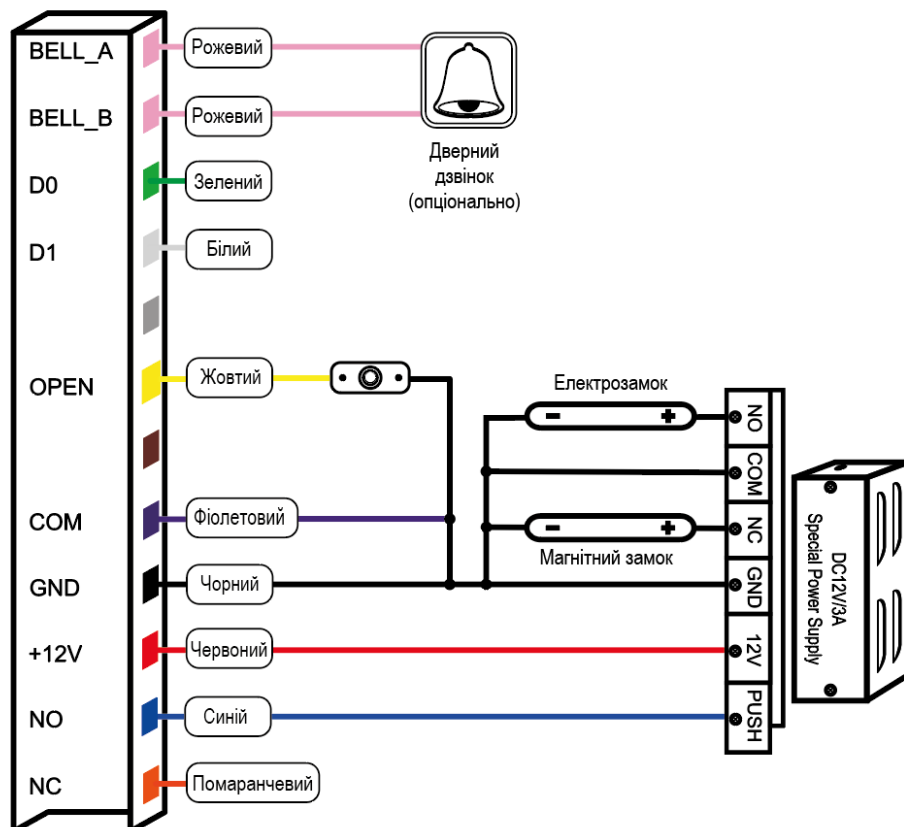 BELL_A
Рожевий
BELL_B
Рожевий
Дверний
дзвінок
(опціонально)
D0
Зелений
D1
Білий
OPEN
Жовтий
Електрозамок
NO
COM
NC
GND
12V
PUSH
Магнітний замок
DC12V/3A
Special Power Supply
COM
Фіолетовий
GND
Чорний
+12V
Червоний
NO
Синій
NC
Помаранчевий